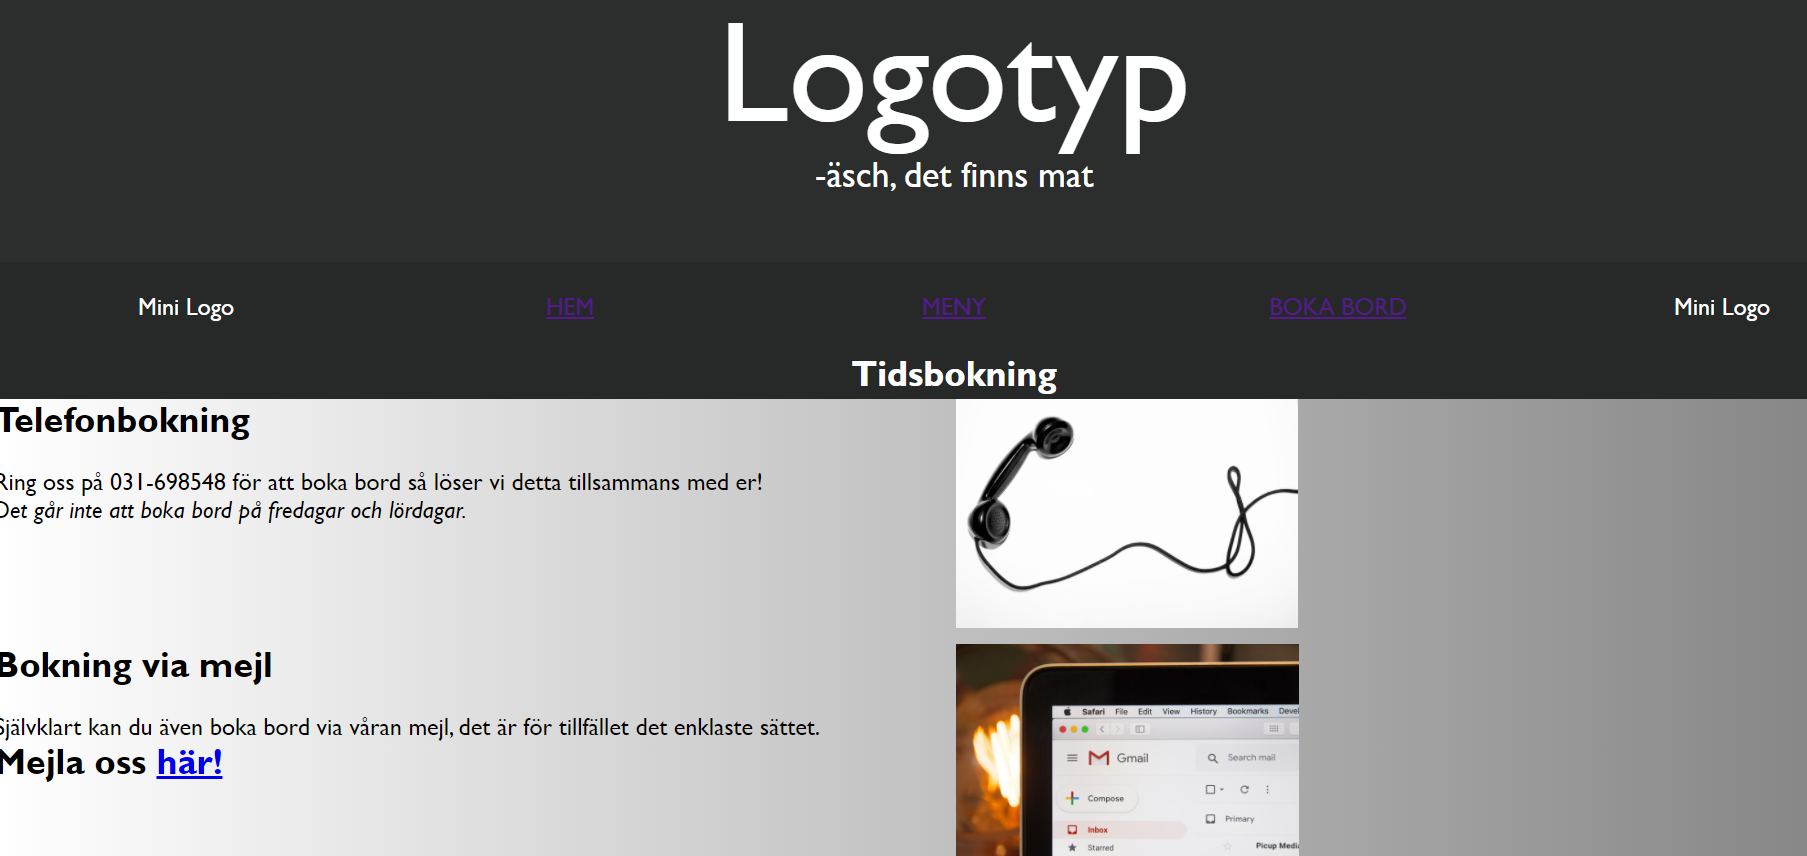 Logotyp
-äsch, det finns mat
Mini Logo
HEM
MENY
BOKA BORD
Mini Logo
Tidsbokning
Telefonbokning
Ring oss på 031-698548 för att boka bord så löser vi detta tillsammans med er!
Det går inte att boka bord på fredagar och lördagar.
Bokning via mejl
Självklart kan du även boka bord via våran mejl, det är för tillfället det enklaste sättet.
Mejla oss här!
Safari File Edit View History Bookmarks Devel
Gmail
Search mail
Compose
Primary
Inbox
Starred
Picup Media